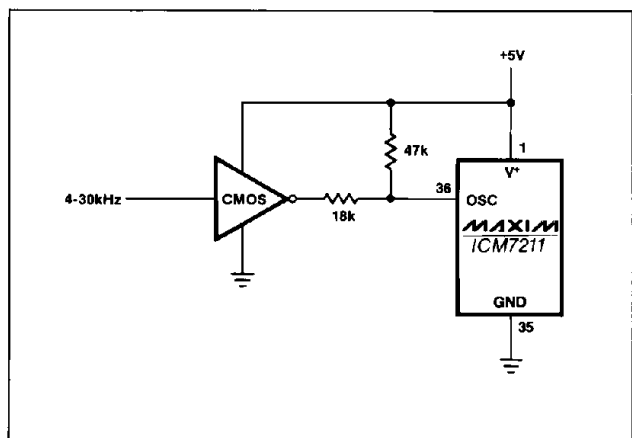 +5V
47k
1
V+
4-30kHz
CMOS
18k
36
OSC
MAXIM
ICM7211
GND
35